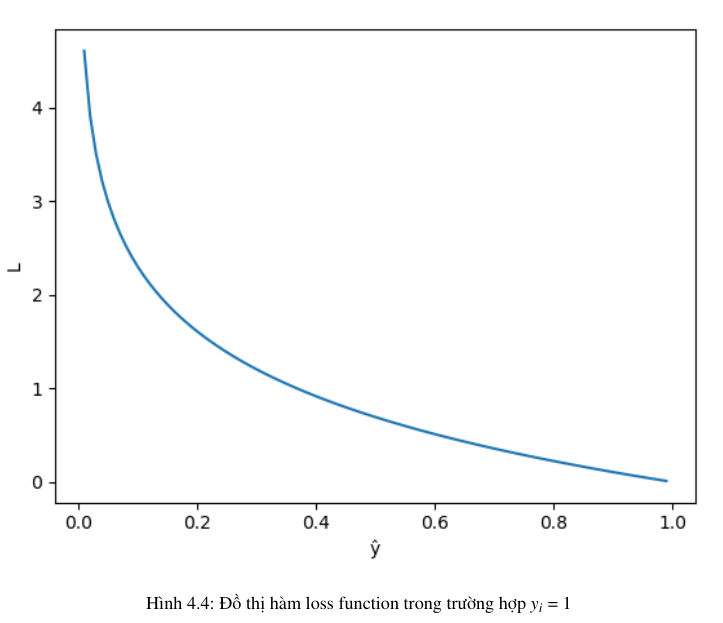 4
3
2
1
0
L
0.0 0.2 0.4 0.6 0.8 1.0
ŷ
Hình 4.4: Đồ thị hàm loss function trong trường hợp yᵢ = 1